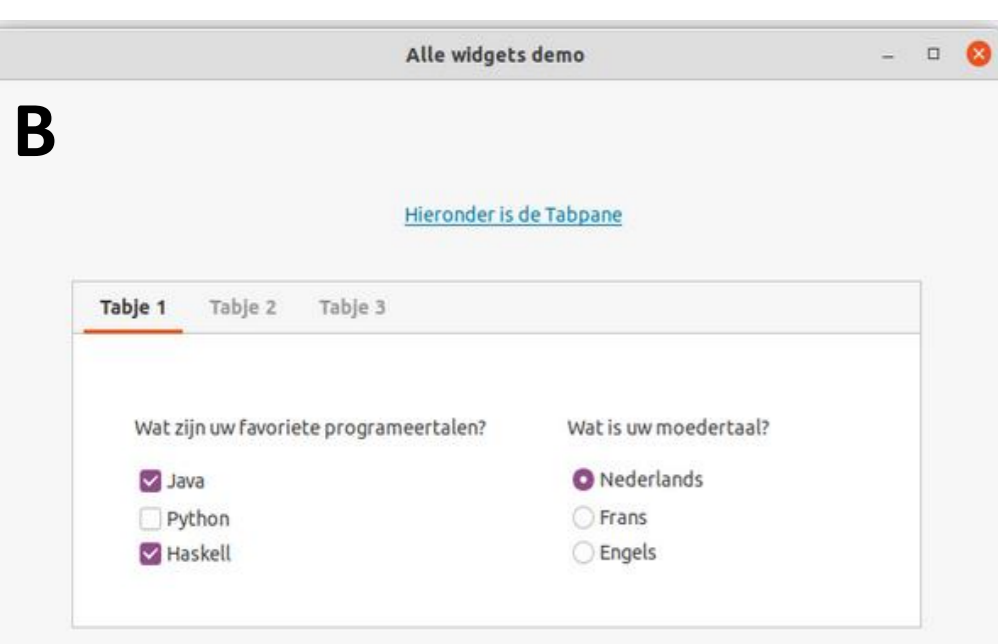 Alle widgets demo
B
Hieronder is de Tabpane
Tabje 1 Tabje 2 Tabje 3
Wat zijn uw favoriete programeertalen? Wat is uw moedertaal?
Java Nederlands
Python Frans
Haskell Engels